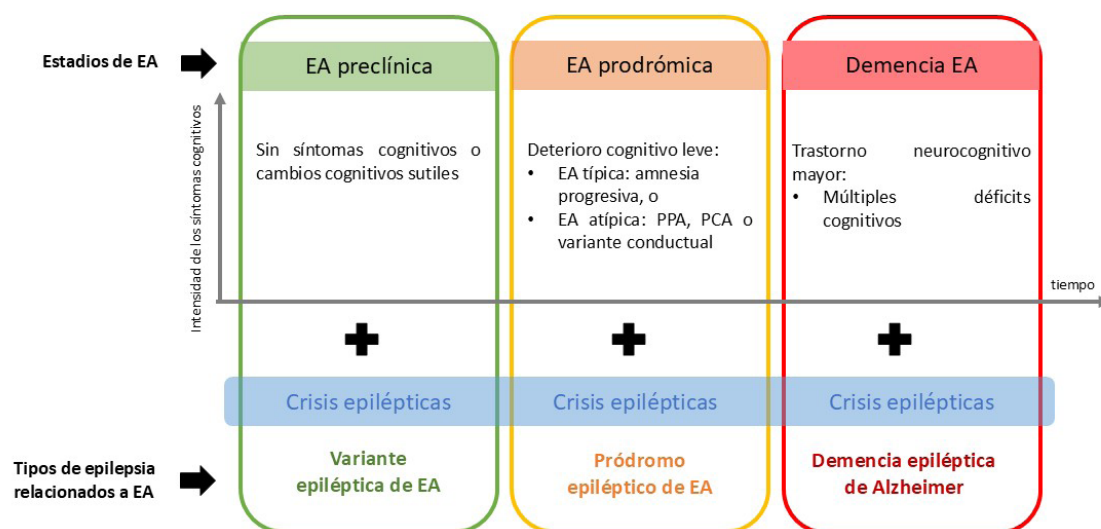 Estadios de EA
EA preclínica
EA prodrómica
Demencia EA
Intensidad de los síntomas cognitivos
Sin síntomas cognitivos o
cambios cognitivos sutiles
Deterioro cognitivo leve:
• EA típica: amnesia
progresiva, o
• EA atípica: PPA, PCA o
variante conductual
Trastorno neurocognitivo
mayor:
• Múltiples déficits
cognitivos
tiempo
Crisis epilépticas
Crisis epilépticas
Crisis epilépticas
Tipos de epilepsia
relacionados a EA
Variante
epiléptica de EA
Pródromo
epiléptico de EA
Demencia epiléptica
de Alzheimer